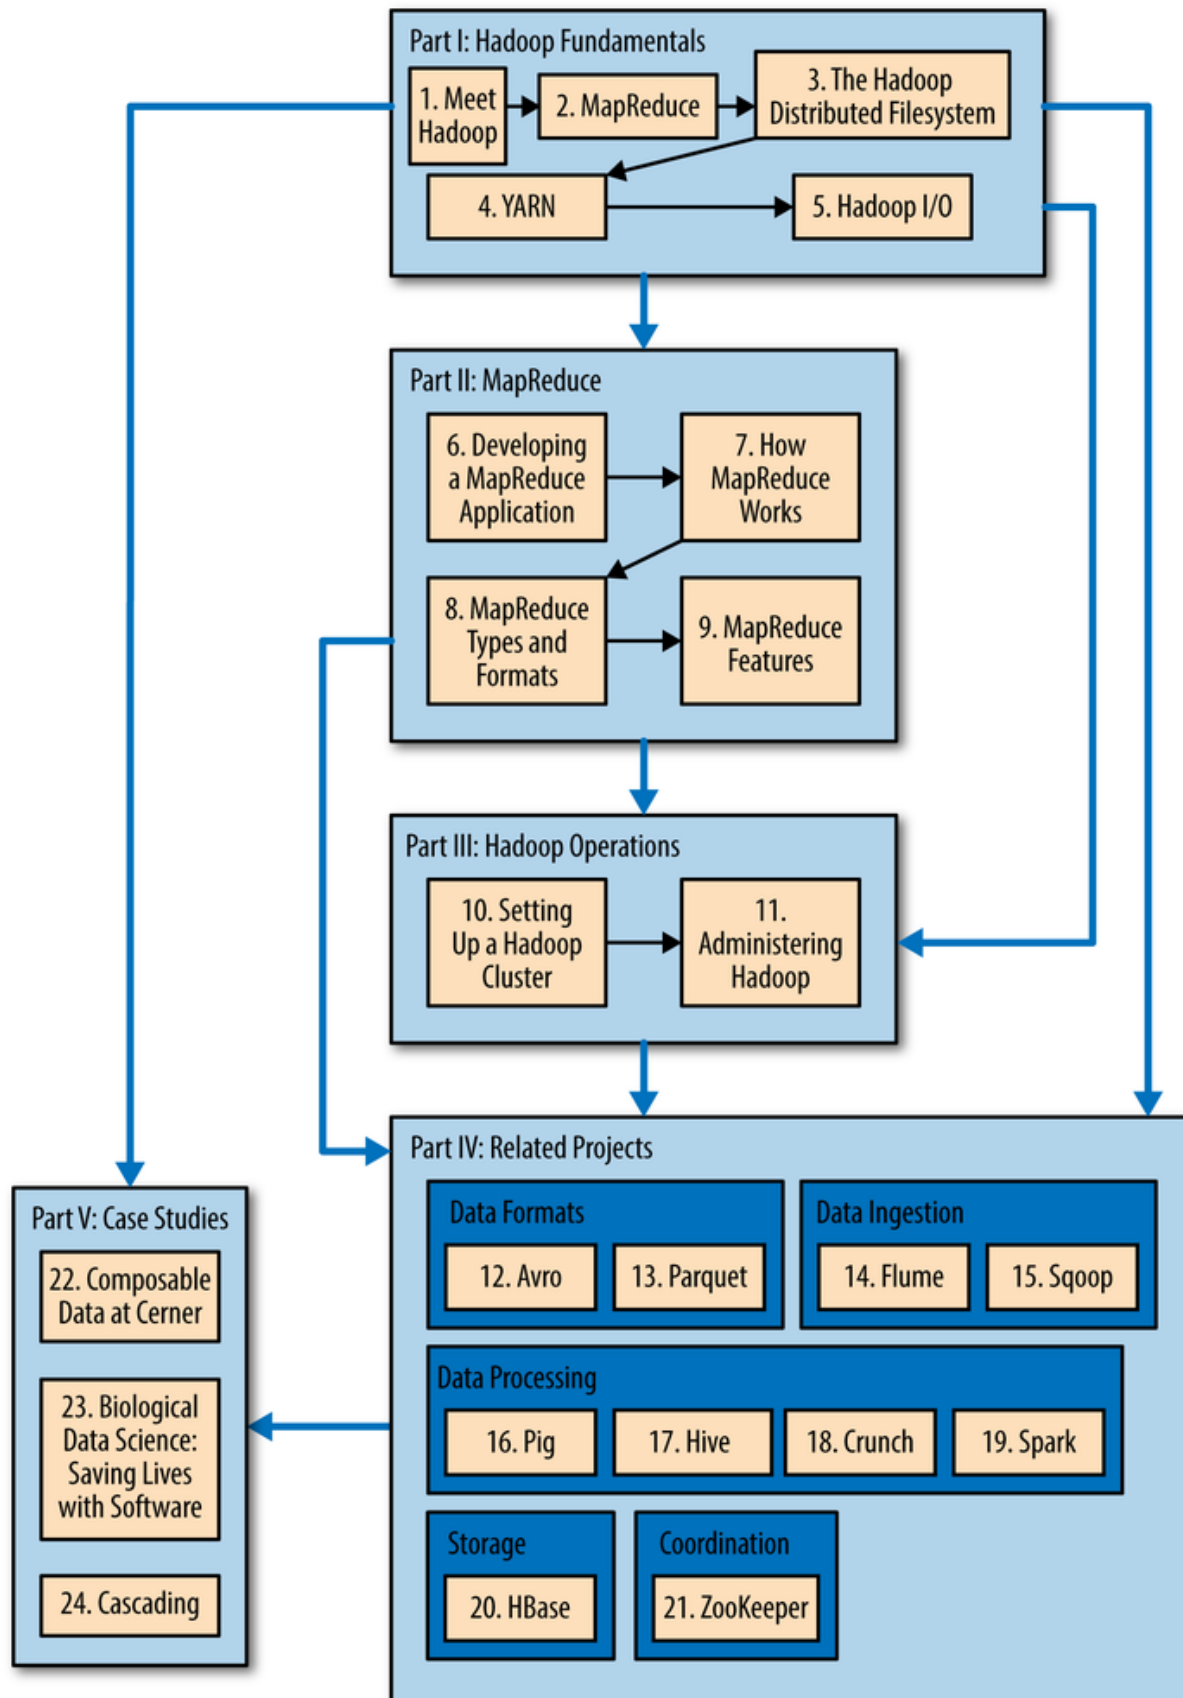 Part I: Hadoop Fundamentals
1. Meet
Hadoop
2. MapReduce
3. The Hadoop
Distributed Filesystem
4. YARN
5. Hadoop I/O
Part II: MapReduce
6. Developing
a MapReduce
Application
7. How
MapReduce
Works
8. MapReduce
Types and
Formats
9. MapReduce
Features
Part III: Hadoop Operations
10. Setting
Up a Hadoop
Cluster
11.
Administering
Hadoop
Part IV: Related Projects
Data Formats
12. Avro
13. Parquet
Data Ingestion
14. Flume
15. Sqoop
Data Processing
16. Pig
17. Hive
18. Crunch
19. Spark
Storage
20. HBase
Coordination
21. ZooKeeper
Part V: Case Studies
22. Composable
Data at Cerner
23. Biological
Data Science:
Saving Lives
with Software
24. Cascading